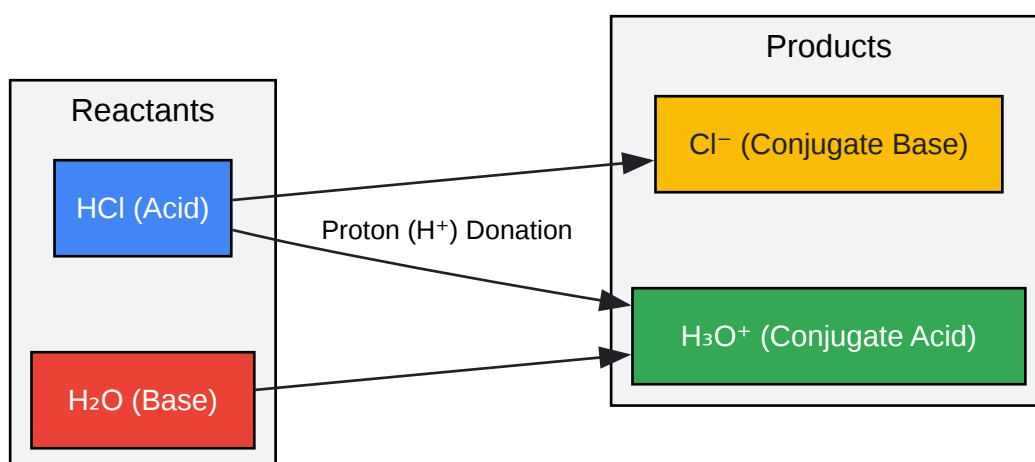 Reactants
HCl (Acid)
H₂O (Base)
Proton (H⁺) Donation
Products
Cl⁻ (Conjugate Base)
H₃O⁺ (Conjugate Acid)